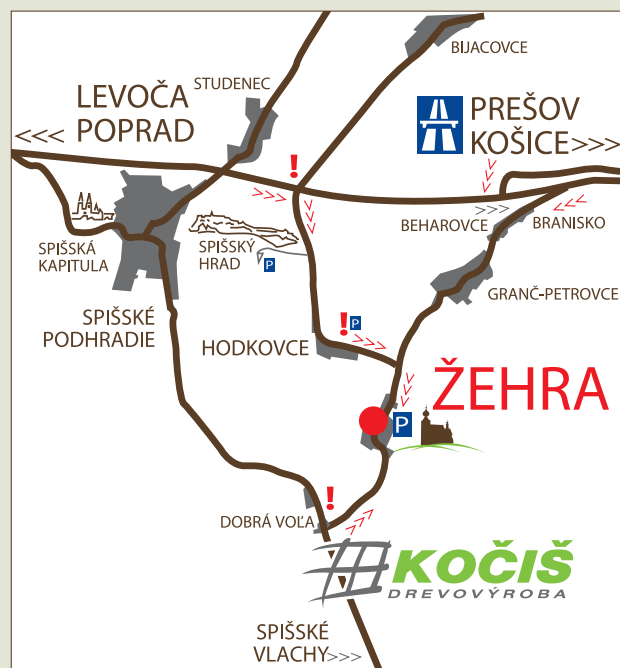 BIJACOVCE
STUDENEC
LEVOČA
POPRAD
<<<
PREŠOV
KOŠICE>>>
!
>>>
>>>
>>>
>>>
BEHAROVCE
>>>
BRANISKO
SPIŠSKÁ
KAPITULA
SPIŠSKÝ
HRAD
P
GRANČ-PETROVCE
SPIŠSKÉ
PODHRADIE
! P
HODKOVCE
>>>
>>>
ŽEHRA
P
!
DOBRÁ VOĽA
>>>
KOČIŠ
DREVOVÝROBA
SPIŠSKÉ
VLACHY>>>